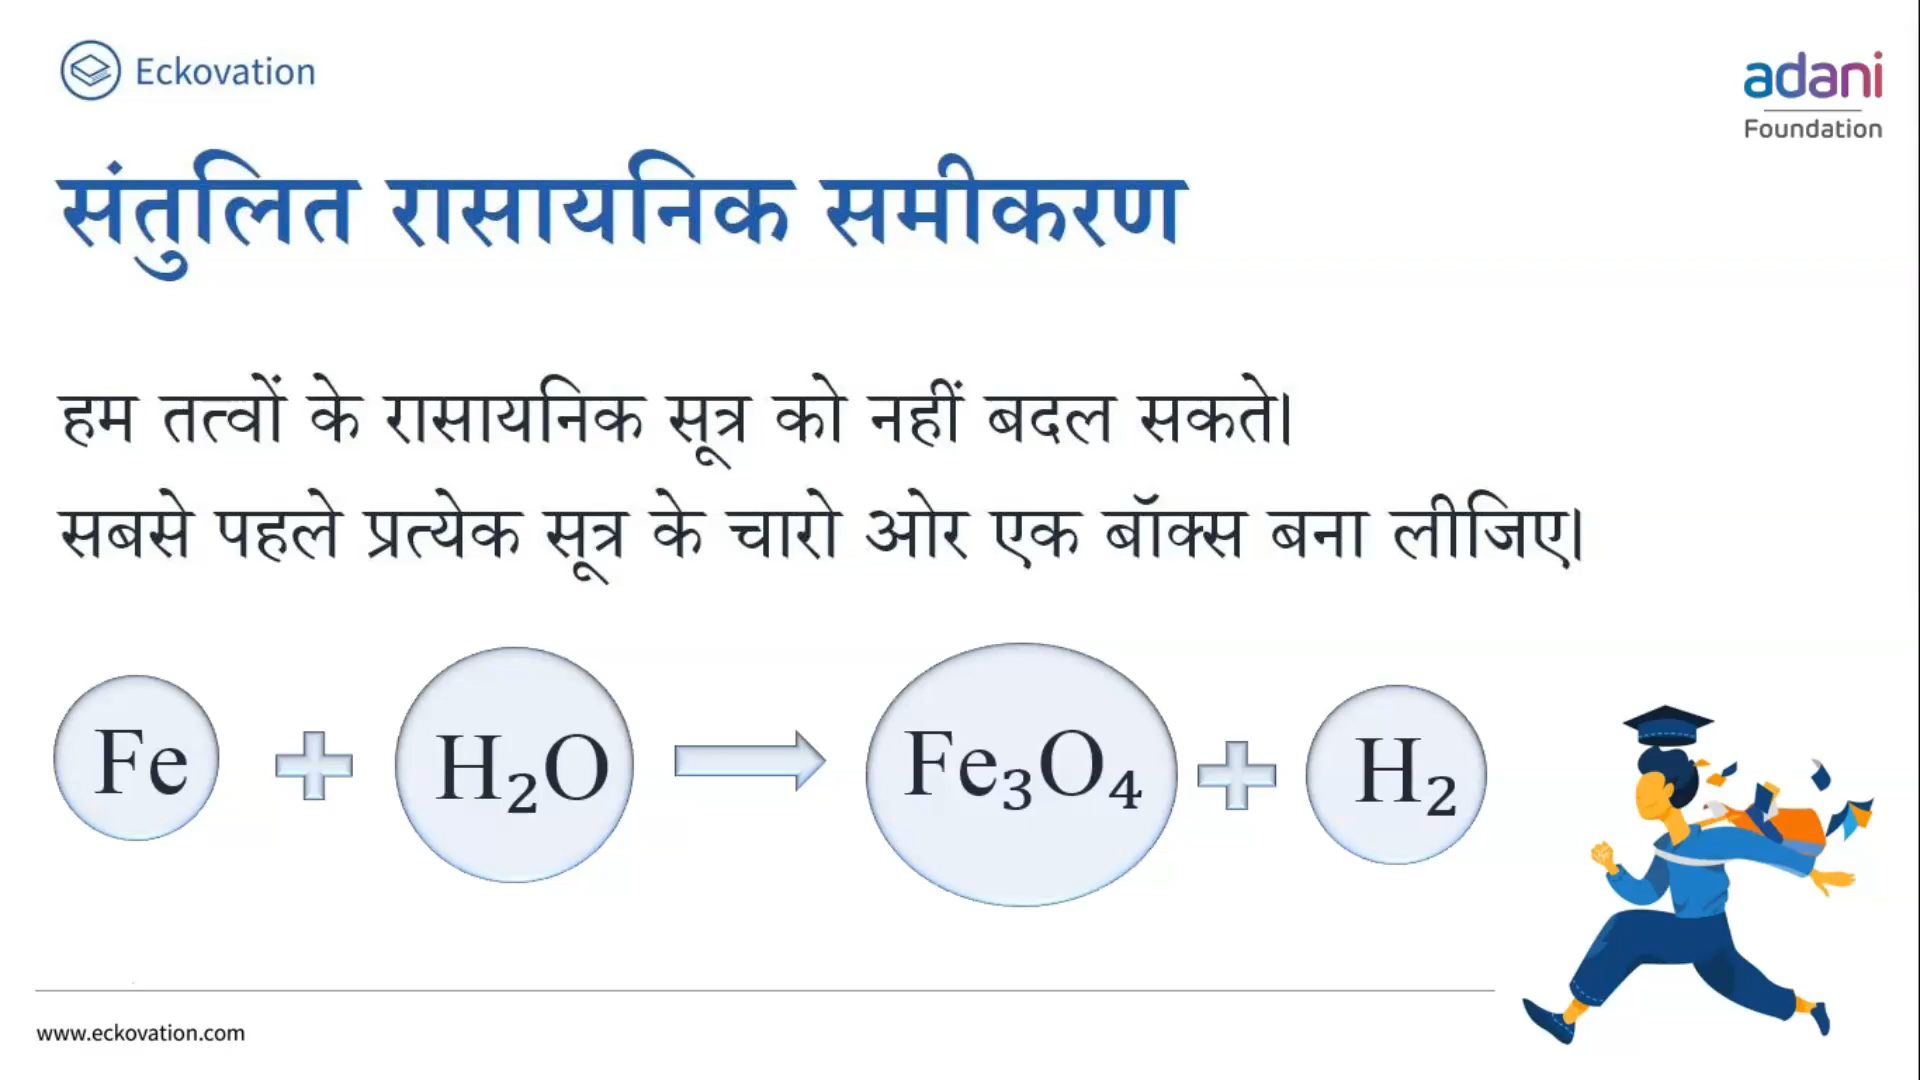 Eckovation
adani
Foundation
संतुलित रासायनिक समीकरण
हम तत्वों के रासायनिक सूत्र को नहीं बदल सकते।
सबसे पहले प्रत्येक सूत्र के चारो ओर एक बॉक्स बना लीजिए।
Fe + H₂O → Fe₃O₄ + H₂
www.eckovation.com